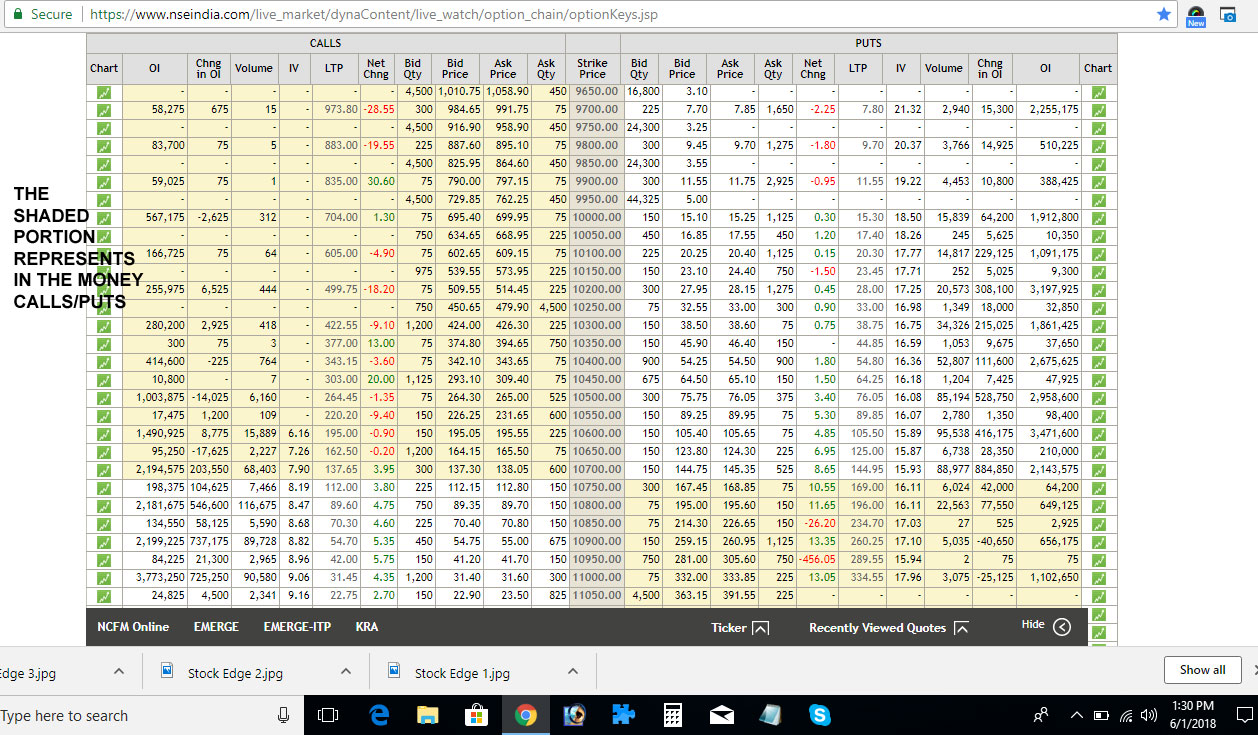 Secure https://www.nseindia.com/live_market/dynaContent/live_watch/option_chain/optionKeys.jsp New
CALLS PUTS
Chart OI Chng in OI Volume IV LTP Net Chng Bid Qty Bid Price Ask Price Ask Qty Strike Price Bid Qty Bid Price Ask Price Ask Qty Net Chng LTP IV Volume Chng in OI OI Chart
- - - - - - 4,500 1,010.75 1,058.90 450 9650.00 16,800 3.10 - - - - - - - -
58,275 675 15 - 973.80 -28.55 300 984.65 991.75 75 9700.00 225 7.70 7.85 1,650 -2.25 7.80 21.32 2,940 15,300 2,255,175
- - - - - - 4,500 916.90 958.90 450 9750.00 24,300 3.25 - - - - - - - -
83,700 75 5 - 883.00 -19.55 225 887.60 895.10 75 9800.00 300 9.45 9.70 1,275 -1.80 9.70 20.37 3,766 14,925 510,225
- - - - - - 4,500 825.95 864.60 450 9850.00 24,300 3.55 - - - - - - - -
59,025 75 1 - 835.00 30.60 75 790.00 797.15 75 9900.00 300 11.55 11.75 2,925 -0.95 11.55 19.22 4,453 10,800 388,425
- - - - - - 4,500 729.85 762.25 450 9950.00 44,325 5.00 - - - - - - - -
567,175 -2,625 312 - 704.00 1.30 75 695.40 699.95 75 10000.00 150 15.10 15.25 1,125 0.30 15.30 18.50 15,839 64,200 1,912,800
- - - - - - 750 634.65 668.95 225 10050.00 450 16.85 17.55 450 1.20 17.40 18.26 245 5,625 10,350
166,725 75 64 - 605.00 -4.90 75 602.65 609.15 75 10100.00 225 20.25 20.40 1,125 0.15 20.30 17.77 14,817 229,125 1,091,175
- - - - - - 975 539.55 573.95 225 10150.00 150 23.10 24.40 750 -1.50 23.45 17.71 252 5,025 9,300
255,975 6,525 444 - 499.75 -18.20 75 509.55 514.45 225 10200.00 300 27.95 28.15 1,275 0.45 28.00 17.25 20,573 308,100 3,197,925
- - - - - - 750 450.65 479.90 4,500 10250.00 75 32.55 33.00 300 0.90 33.00 16.98 1,349 18,000 32,850
280,200 2,925 418 - 422.55 -9.10 1,200 424.00 426.30 225 10300.00 150 38.50 38.60 75 0.75 38.75 16.75 34,326 215,025 1,861,425
300 75 3 - 377.00 13.00 75 374.80 394.65 750 10350.00 150 45.90 46.40 150 - 44.85 16.59 1,053 9,675 37,650
414,600 -225 764 - 343.15 -3.60 75 342.10 343.65 75 10400.00 900 54.25 54.50 900 1.80 54.80 16.36 52,807 111,600 2,675,625
10,800 - 7 - 303.00 20.00 1,125 293.10 309.40 75 10450.00 675 64.50 65.10 150 1.50 64.25 16.18 1,204 7,425 47,925
1,003,875 -14,025 6,160 - 264.45 -1.35 75 264.30 265.00 525 10500.00 300 75.75 76.05 375 3.40 76.05 16.08 85,194 528,750 2,958,600
17,475 1,200 109 - 220.20 -9.40 150 226.25 231.65 600 10550.00 150 89.25 89.95 75 5.30 89.85 16.07 2,780 1,350 98,400
1,490,925 8,775 15,889 6.16 195.00 -0.90 150 195.05 195.55 225 10600.00 150 105.40 105.65 75 4.85 105.50 15.89 95,538 416,175 3,471,600
95,250 -17,625 2,227 7.26 162.50 -0.20 1,200 164.15 165.50 75 10650.00 150 123.80 124.30 225 6.95 125.00 15.87 6,738 28,350 210,000
2,194,575 203,550 68,403 7.90 137.65 3.95 300 137.30 138.05 600 10700.00 150 144.75 145.35 525 8.65 144.95 15.93 88,977 884,850 2,143,575
198,375 104,625 7,466 8.19 112.00 3.80 225 112.15 112.80 150 10750.00 300 167.45 168.85 75 10.55 169.00 16.11 6,024 42,000 64,200
2,181,675 546,600 116,675 8.47 89.60 4.75 750 89.35 89.70 150 10800.00 75 195.00 195.60 150 11.65 196.00 16.11 22,563 77,550 649,125
134,550 58,125 5,590 8.68 70.30 4.60 225 70.40 70.80 150 10850.00 75 214.30 226.65 150 -26.20 234.70 17.03 27 525 2,925
2,199,225 737,175 89,728 8.82 54.70 5.35 450 54.75 55.00 675 10900.00 150 259.15 260.95 1,125 13.35 260.25 17.10 5,035 -40,650 656,175
84,225 21,300 2,965 8.96 42.00 5.75 150 41.20 41.70 150 10950.00 750 281.00 305.60 750 -456.05 289.55 15.94 2 75 75
3,773,250 725,250 90,580 9.06 31.45 4.35 1,200 31.40 31.60 300 11000.00 75 332.00 333.85 225 13.05 334.55 17.96 3,075 -25,125 1,102,650
24,825 4,500 2,341 9.16 22.75 2.70 150 22.90 23.50 825 11050.00 4,500 363.15 391.55 225 - - - - - -
THE
SHADED
PORTION
REPRESENTS
IN THE MONEY
CALLS/PUTS
NCFM Online EMERGE EMERGE-ITP KRA Ticker Recently Viewed Quotes Hide
Edge 3.jpg Stock Edge 2.jpg Stock Edge 1.jpg Show all
Type here to search
1:30 PM
6/1/2018